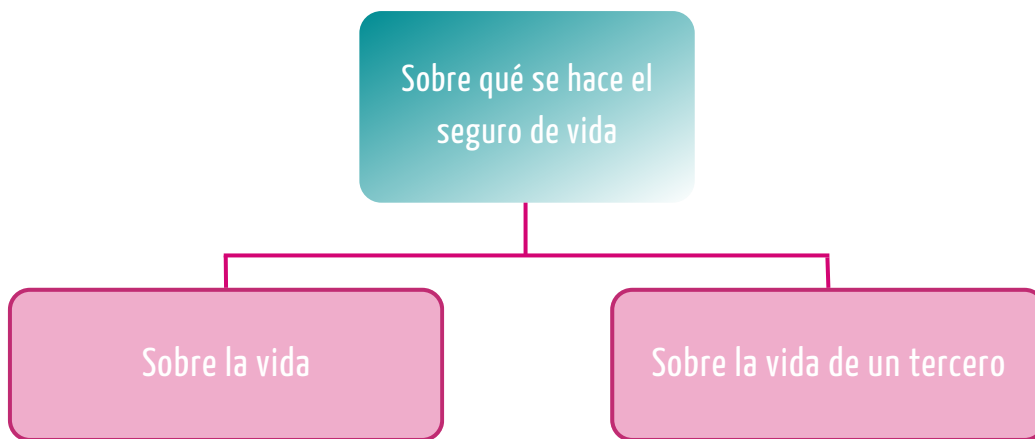 Sobre qué se hace el
seguro de vida
Sobre la vida
Sobre la vida de un tercero